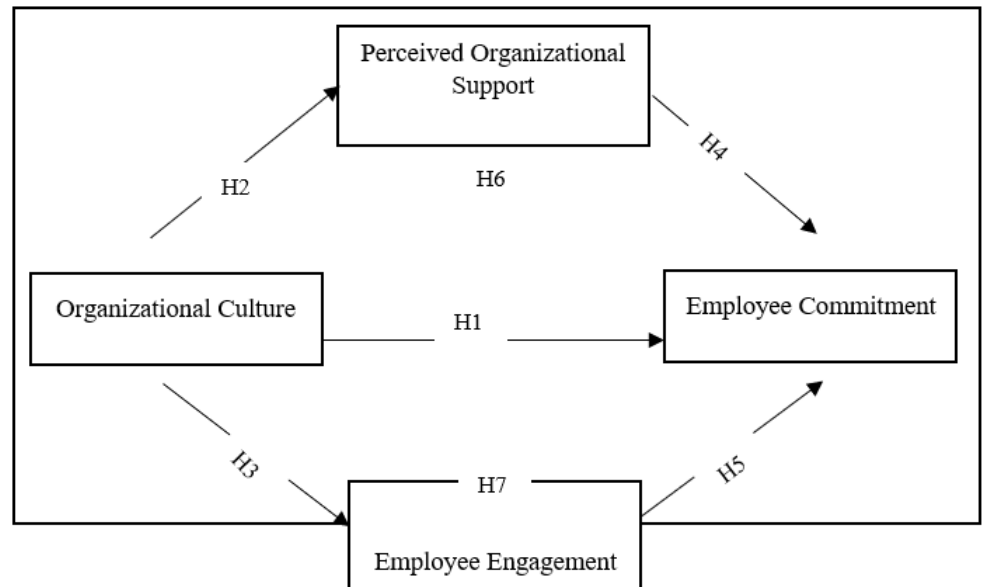 Perceived Organizational
Support
H4
H6
H2
Organizational Culture
H1
Employee Commitment
H3
H7
H5
Employee Engagement